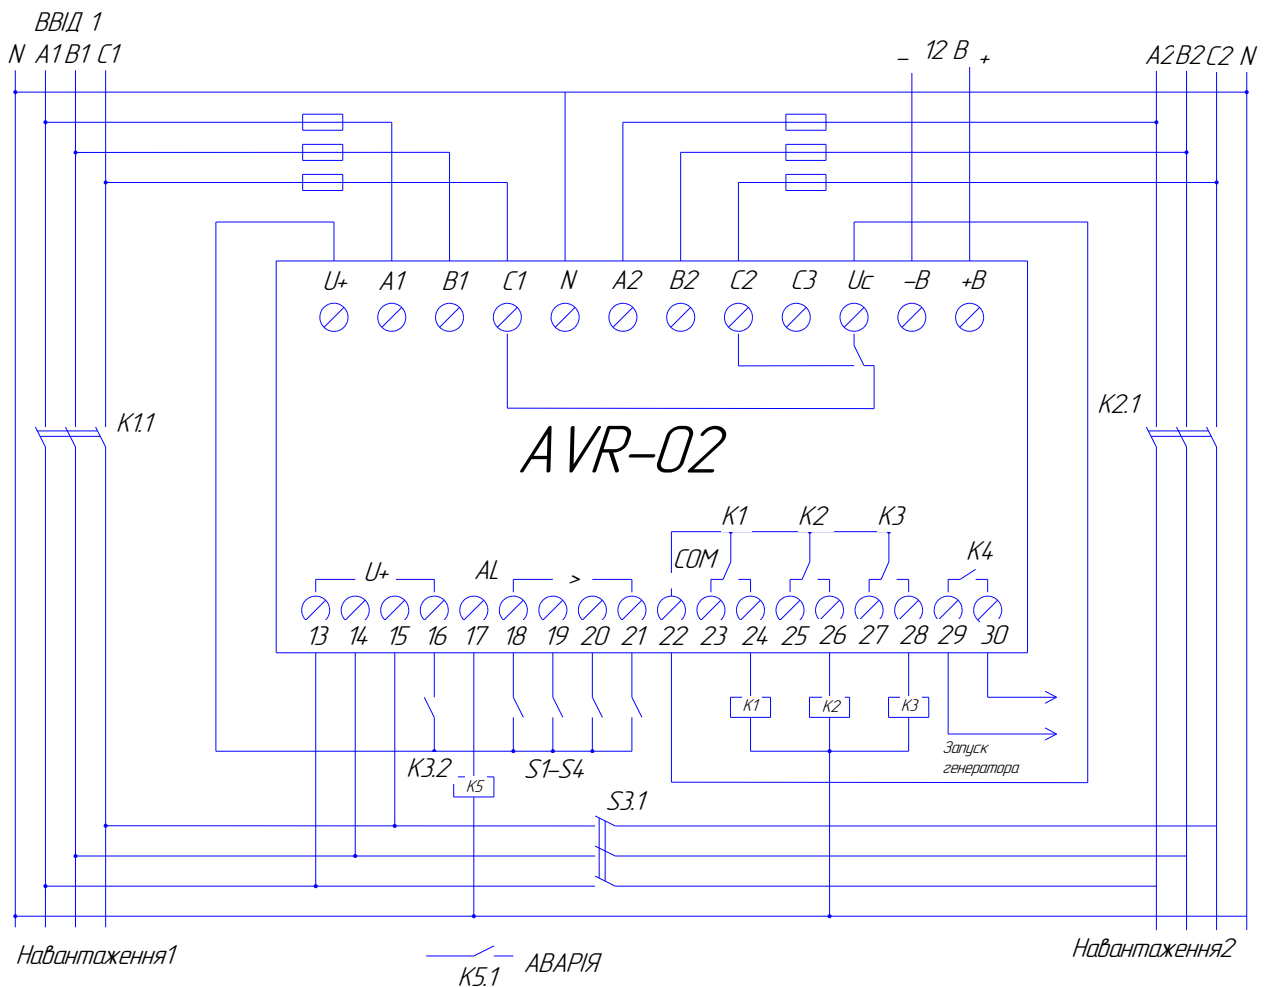 ВВІД 1
N A1 B1 C1
- 12 В +
A2 B2 C2 N
U+ A1 B1 C1 N A2 B2 C2 C3 Uc -B +B
K1.1
K2.1
AVR-02
K1 K2 K3
U+ AL > COM K4
13 14 15 16 17 18 19 20 21 22 23 24 25 26 27 28 29 30
K1 K2 K3
K3.2 S1-S4
Запуск
генератора
K5
S3.1
Навантаження1
Навантаження2
K5.1 АВАРІЯ